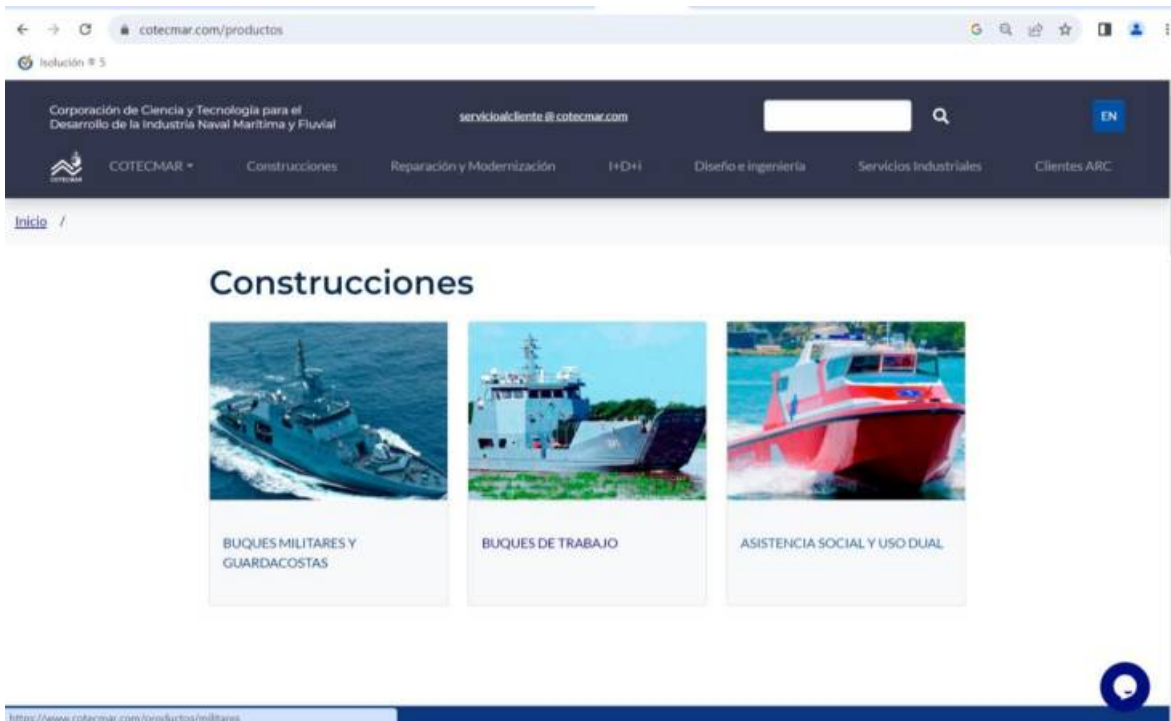 cotecmar.com/productos
Isolución # 5
Corporación de Ciencia y Tecnología para el
Desarrollo de la Industria Naval Marítima y Fluvial
servicioalcliente@cotecmar.com
EN
COTECMAR
COTECMAR
Construcciones
Reparación y Modernización
I+D+i
Diseño e ingeniería
Servicios Industriales
Clientes ARC
Inicio /
Construcciones
BUQUES MILITARES Y
GUARDACOSTAS
BUQUES DE TRABAJO
ASISTENCIA SOCIAL Y USO DUAL
https://www.cotecmar.com/productos/militares